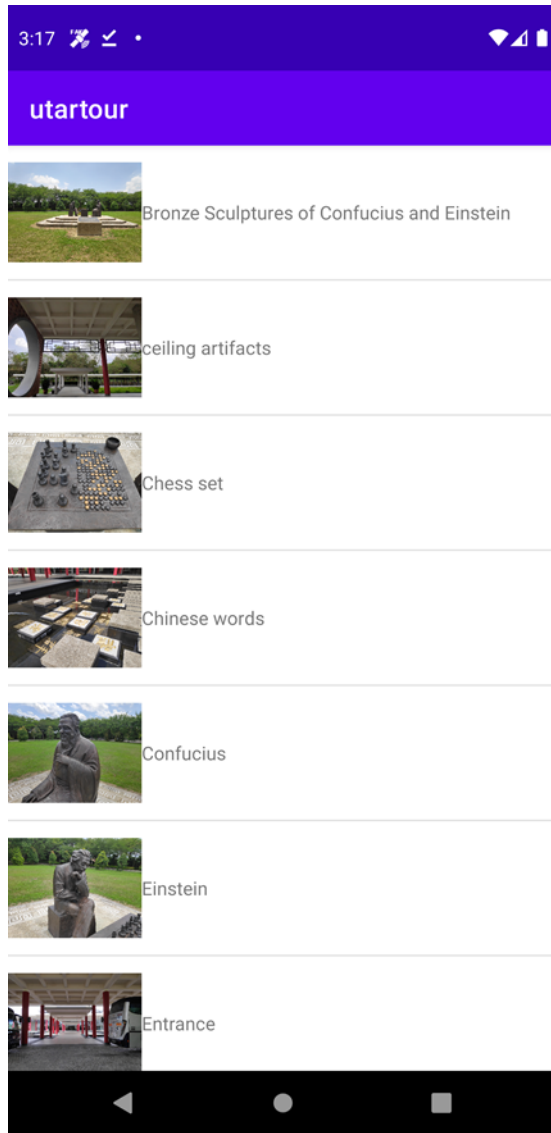 3:17
utartour
Bronze Sculptures of Confucius and Einstein
ceiling artifacts
Chess set
Chinese words
Confucius
Einstein
Entrance